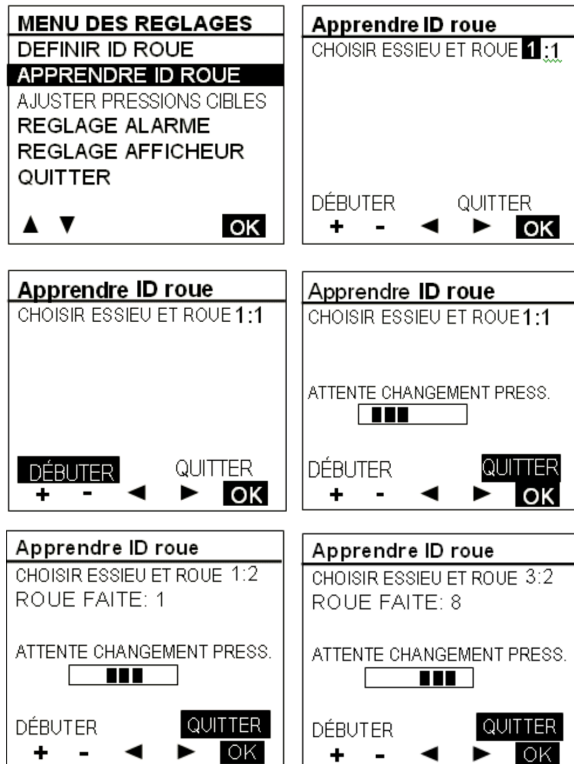 MENU DES REGLAGES
DEFINIR ID ROUE
APPRENDRE ID ROUE
AJUSTER PRESSIONS CIBLES
REGLAGE ALARME
REGLAGE AFFICHEUR
QUITTER
▲ ▼ OK
Apprendre ID roue
CHOISIR ESSIEU ET ROUE 1:1
DÉBUTER QUITTER
+ - ◄ ► OK
Apprendre ID roue
CHOISIR ESSIEU ET ROUE 1:1
DÉBUTER QUITTER
+ - ◄ ► OK
Apprendre ID roue
CHOISIR ESSIEU ET ROUE 1:1
ATTENTE CHANGEMENT PRESS.
DÉBUTER QUITTER
+ - ◄ ► OK
Apprendre ID roue
CHOISIR ESSIEU ET ROUE 1:2
ROUE FAITE: 1
ATTENTE CHANGEMENT PRESS.
DÉBUTER QUITTER
+ - ◄ ► OK
Apprendre ID roue
CHOISIR ESSIEU ET ROUE 3:2
ROUE FAITE: 8
ATTENTE CHANGEMENT PRESS.
DÉBUTER QUITTER
+ - ◄ ► OK